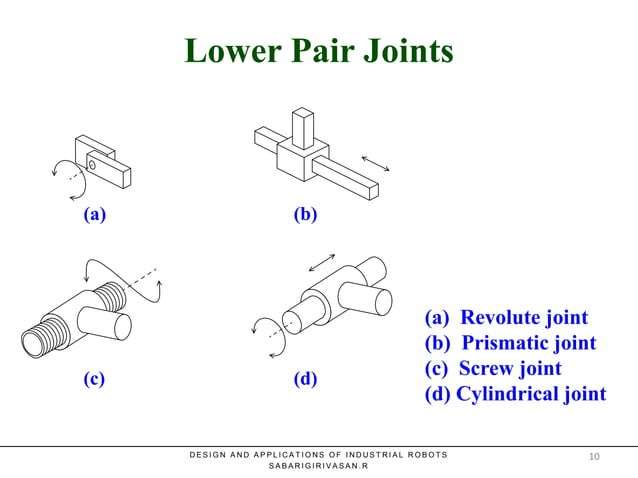 Lower Pair Joints
(a)
(b)
(c)
(d)
(a) Revolute joint
(b) Prismatic joint
(c) Screw joint
(d) Cylindrical joint
DESIGN AND APPLICATIONS OF INDUSTRIAL ROBOTS
SABARIGIRIVASAN.R
10